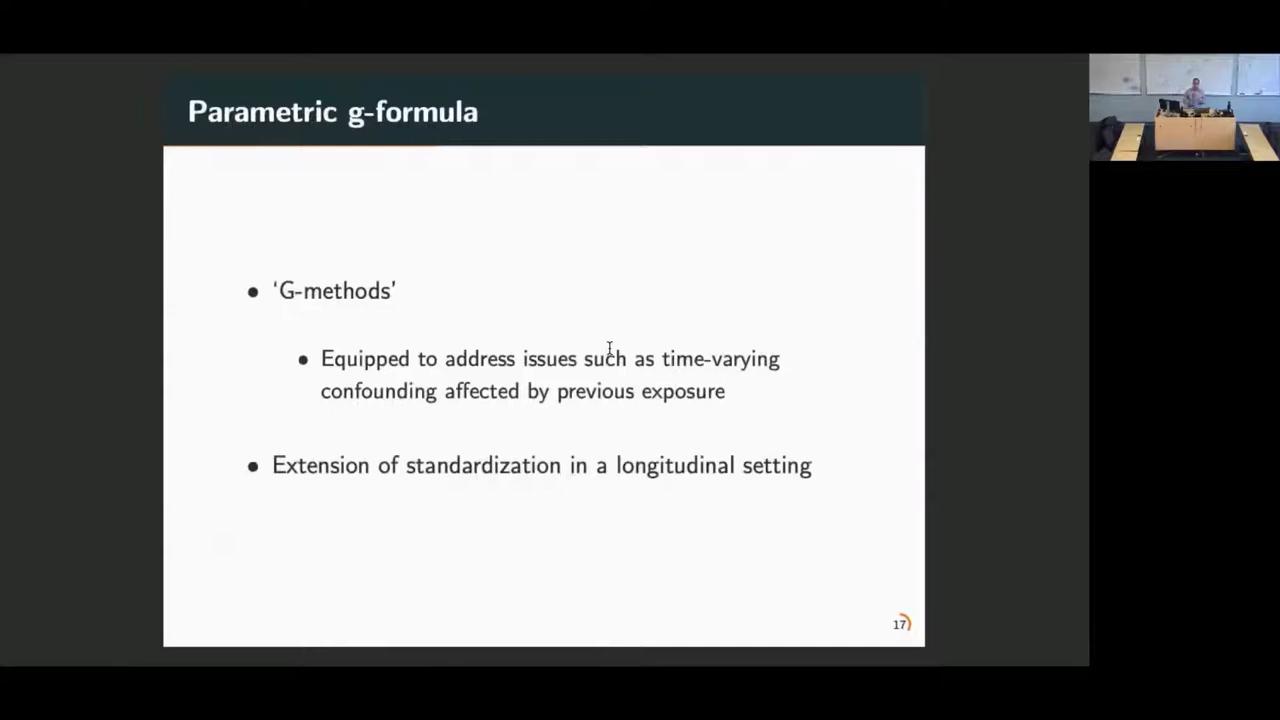 Parametric g-formula
• ‘G-methods’
• Equipped to address issues such as time-varying
confounding affected by previous exposure
• Extension of standardization in a longitudinal setting
17